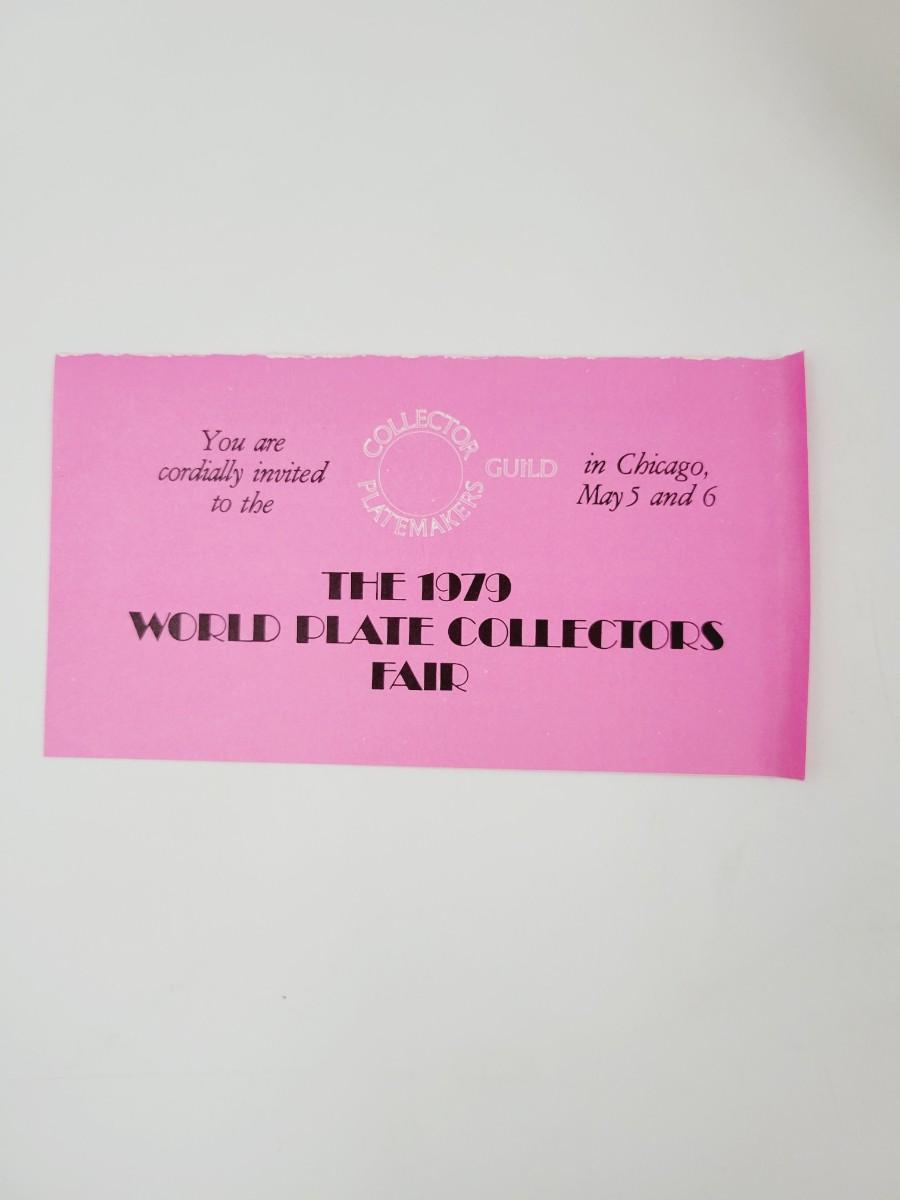 You are
cordially invited
to the
COLLECTOR
PLATEMAKERS
GUILD
in Chicago,
May 5 and 6
THE 1979
WORLD PLATE COLLECTORS
FAIR